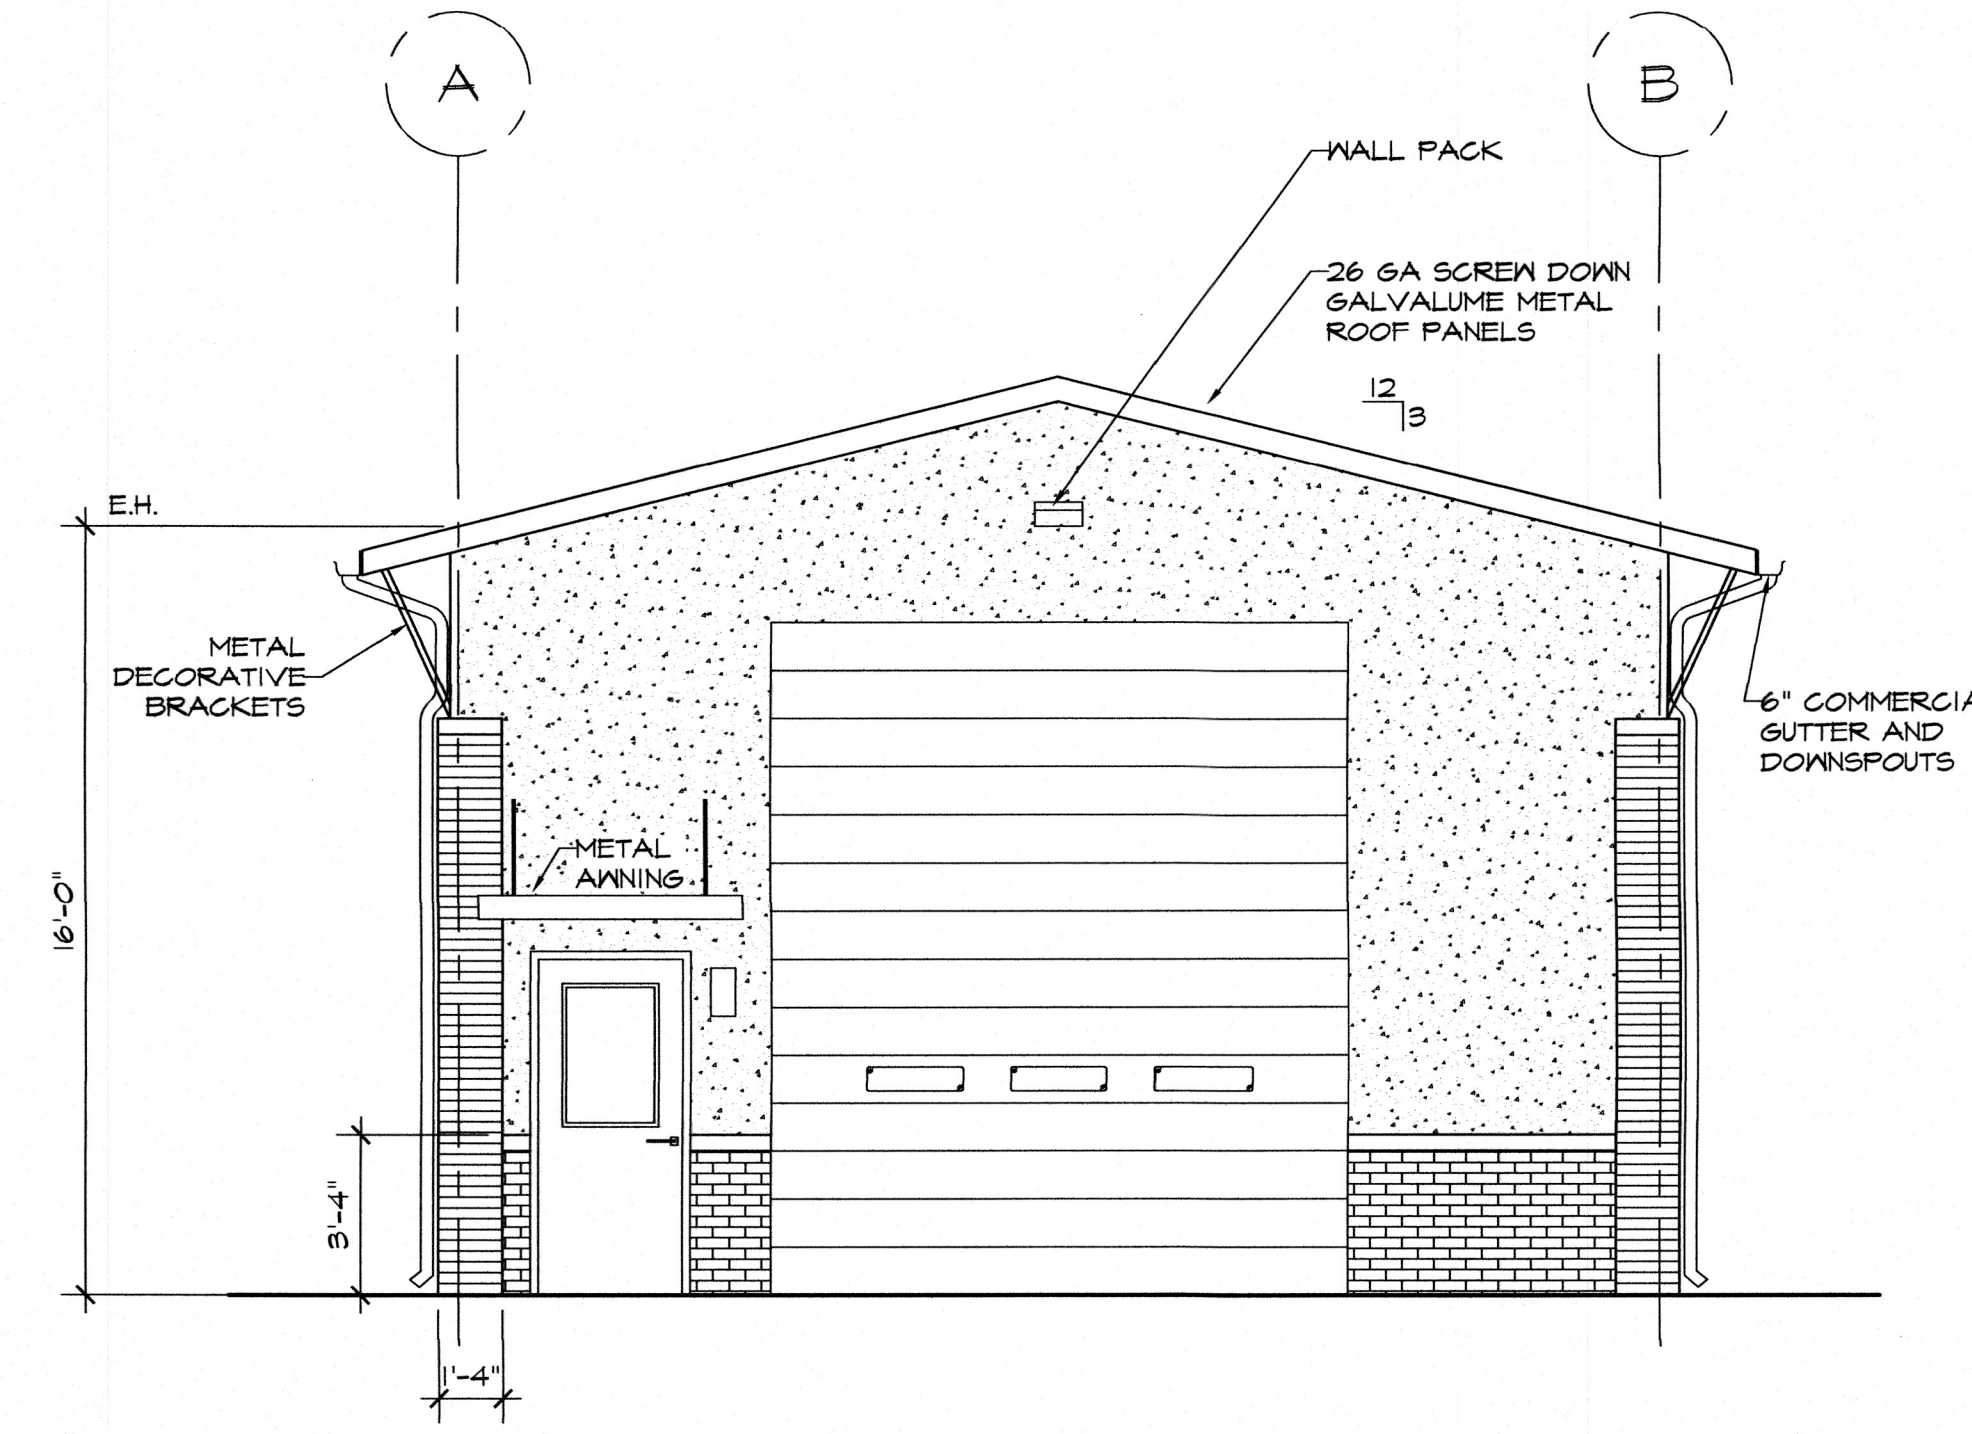 A
B
WALL PACK
26 GA SCREW DOWN
GALVALUME METAL
ROOF PANELS
12
3
E.H.
METAL
DECORATIVE
BRACKETS
6" COMMERCIA
GUTTER AND
DOWNSPOUTS
METAL
AWNING
16'-0"
3'-4"
1'-4"